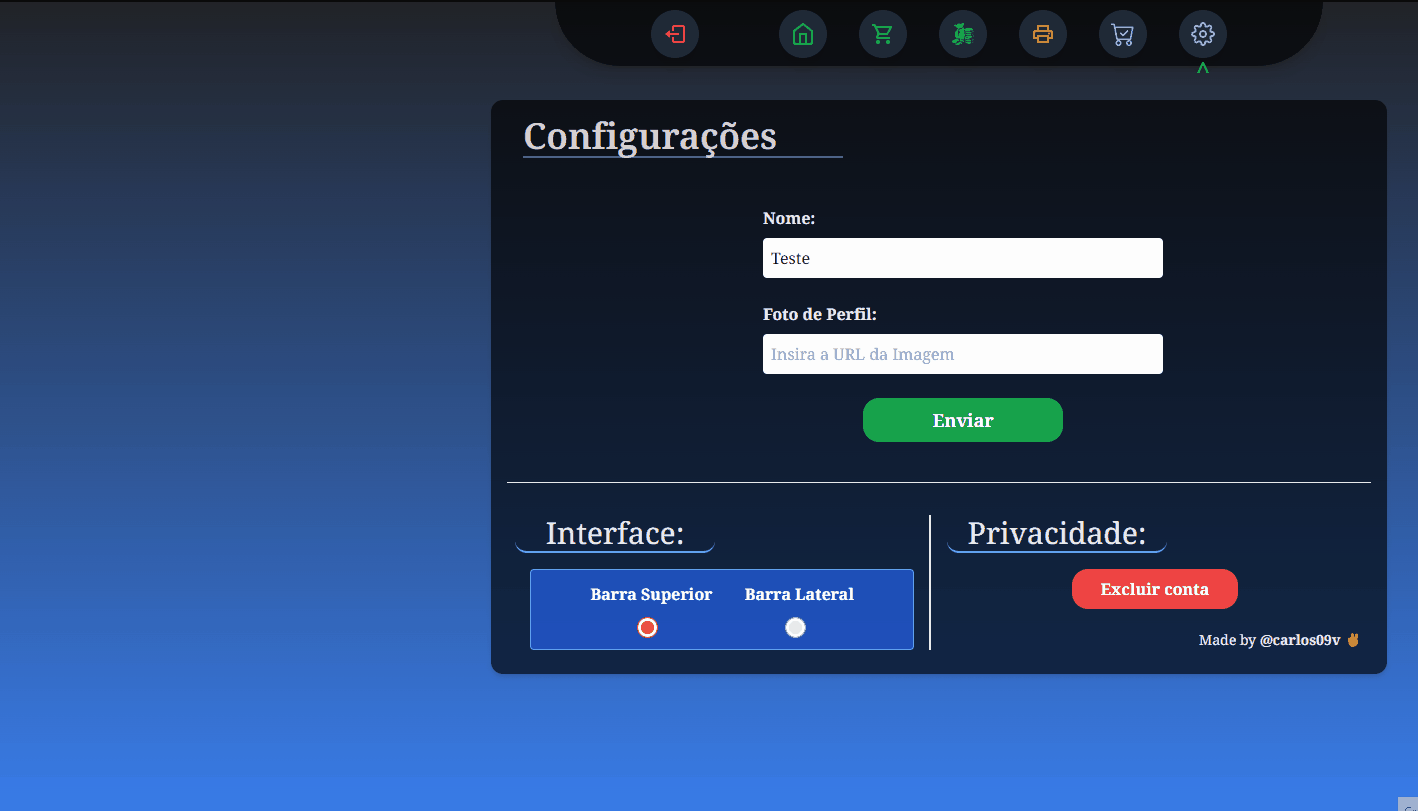 Configurações
Nome:
Teste
Foto de Perfil:
Insira a URL da Imagem
Enviar
Interface:
Privacidade:
Barra Superior
Barra Lateral
Excluir conta
Made by @carlos09v